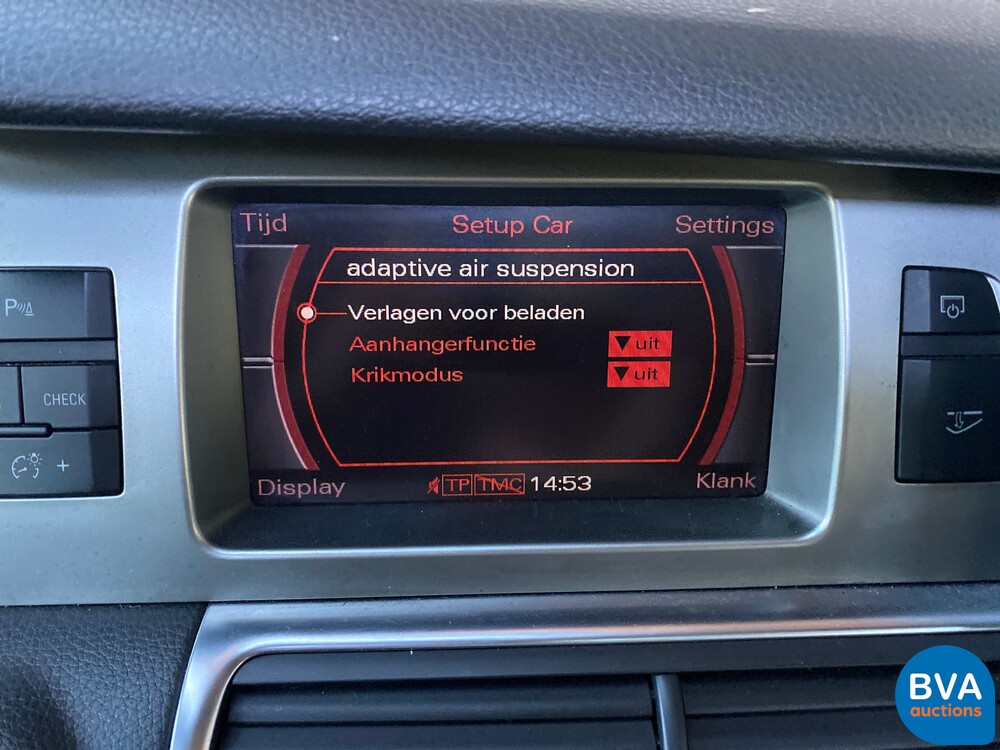 Tijd Setup Car Settings
adaptive air suspension
P
Verlagen voor beladen
Aanhangerfunctie ▼uit
Krikmodus ▼uit
CHECK
+
Display TP TMC 14:53 Klank
BVA
auctions